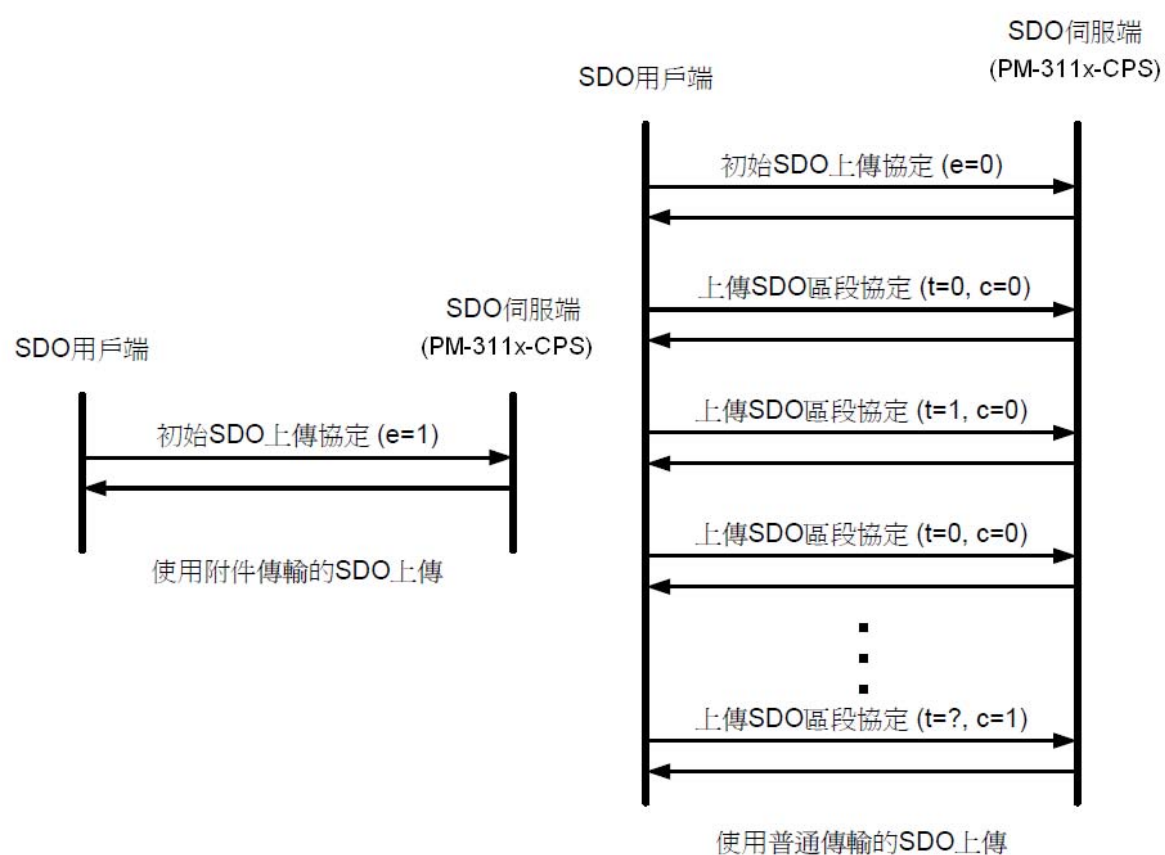 SDO用戶端
SDO伺服端
(PM-311x-CPS)
初始SDO上傳協定 (e=1)
使用附件傳輸的SDO上傳
SDO用戶端
SDO伺服端
(PM-311x-CPS)
初始SDO上傳協定 (e=0)
上傳SDO區段協定 (t=0, c=0)
上傳SDO區段協定 (t=1, c=0)
上傳SDO區段協定 (t=0, c=0)
上傳SDO區段協定 (t=?, c=1)
使用普通傳輸的SDO上傳